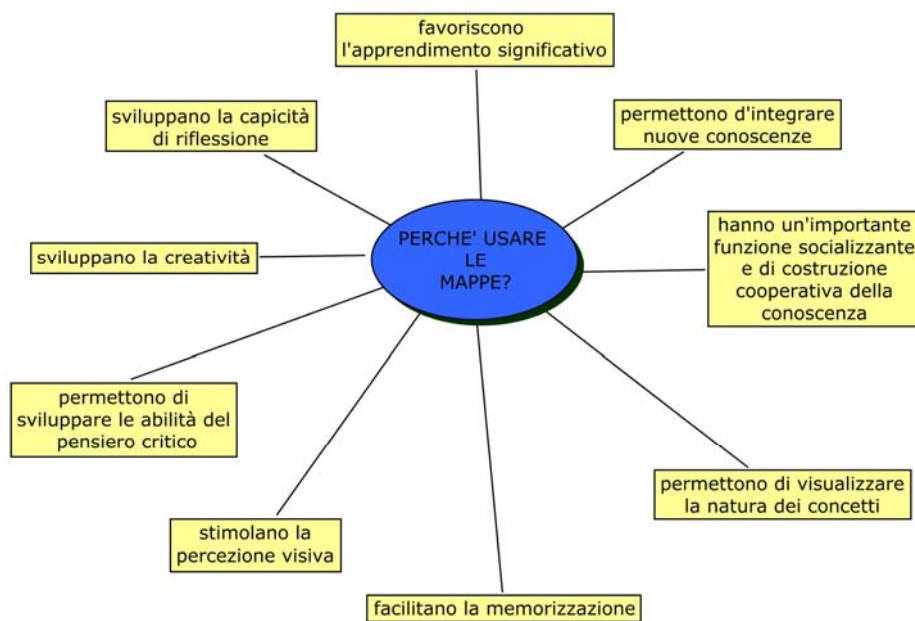 favoriscono
l'apprendimento significativo
sviluppano la capicità
di riflessione
permettono d'integrare
nuove conoscenze
PERCHE' USARE
LE
MAPPE?
hanno un'importante
funzione socializzante
e di costruzione
cooperativa della
conoscenza
sviluppano la creatività
permettono di
sviluppare le abilità del
pensiero critico
permettono di visualizzare
la natura dei concetti
stimolano la
percezione visiva
facilitano la memorizzazione